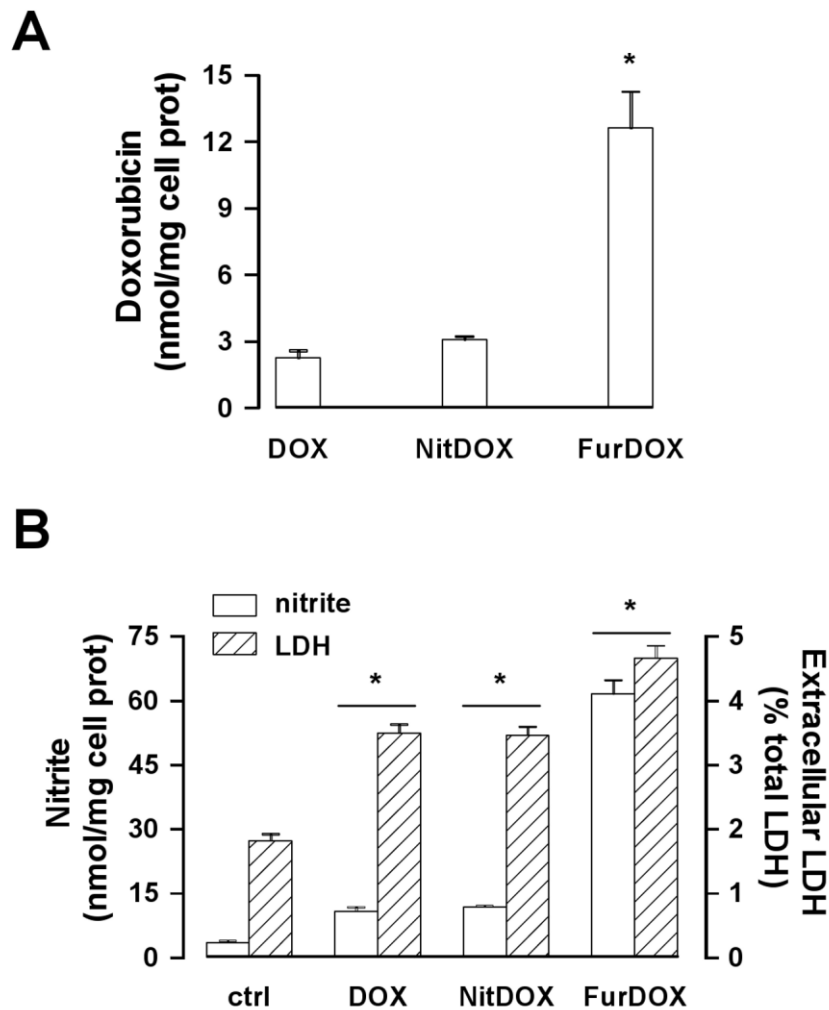 A
Doxorubicin
(nmol/mg cell prot)
15
12
9
6
3
0
*
DOX NitDOX FurDOX
B
nitrite
LDH
Nitrite
(nmol/mg cell prot)
75
60
45
30
15
0
* * *
5
4
3
2
1
0
Extracellular LDH
(% total LDH)
ctrl DOX NitDOX FurDOX